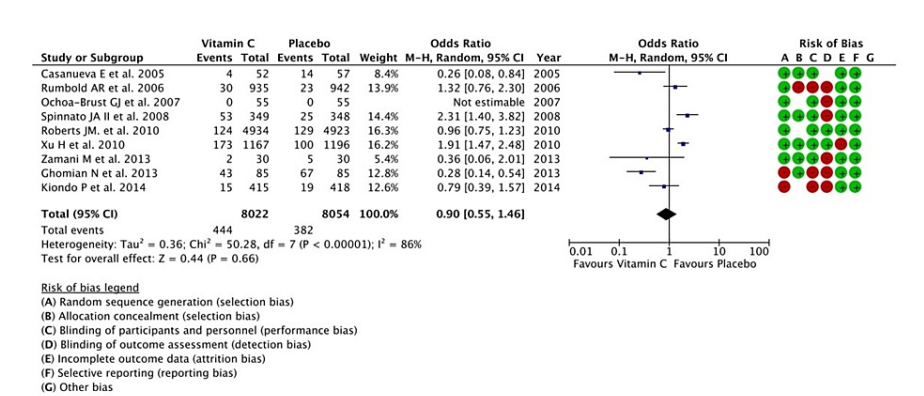 Vitamin C Placebo Odds Ratio Odds Ratio Risk of Bias
Study or Subgroup Events Total Events Total Weight M-H, Random, 95% CI Year M-H, Random, 95% CI A B C D E F G
Casanueva E et al. 2005 4 52 14 57 8.4% 0.26 [0.08, 0.84] 2005
Rumbold AR et al. 2006 30 935 23 942 13.9% 1.32 [0.76, 2.30] 2006
Ochoa-Brust GJ et al. 2007 0 55 0 55 Not estimable 2007
Spinnato JA II et al. 2008 53 349 25 348 14.4% 2.31 [1.40, 3.82] 2008
Roberts JM. et al. 2010 124 4934 129 4923 16.3% 0.96 [0.75, 1.23] 2010
Xu H et al. 2010 173 1167 100 1196 16.2% 1.91 [1.47, 2.48] 2010
Zamani M et al. 2013 2 30 5 30 5.4% 0.36 [0.06, 2.01] 2013
Ghomian N et al. 2013 43 85 67 85 12.8% 0.28 [0.14, 0.54] 2013
Kiondo P et al. 2014 15 415 19 418 12.6% 0.79 [0.39, 1.57] 2014
Total (95% CI) 8022 8054 100.0% 0.90 [0.55, 1.46]
Total events 444 382
Heterogeneity: Tau² = 0.36; Chi² = 50.28, df = 7 (P < 0.00001); I² = 86%
Test for overall effect: Z = 0.44 (P = 0.66)
0.01 0.1 1 10 100
Favours Vitamin C Favours Placebo
Risk of bias legend
(A) Random sequence generation (selection bias)
(B) Allocation concealment (selection bias)
(C) Blinding of participants and personnel (performance bias)
(D) Blinding of outcome assessment (detection bias)
(E) Incomplete outcome data (attrition bias)
(F) Selective reporting (reporting bias)
(G) Other bias